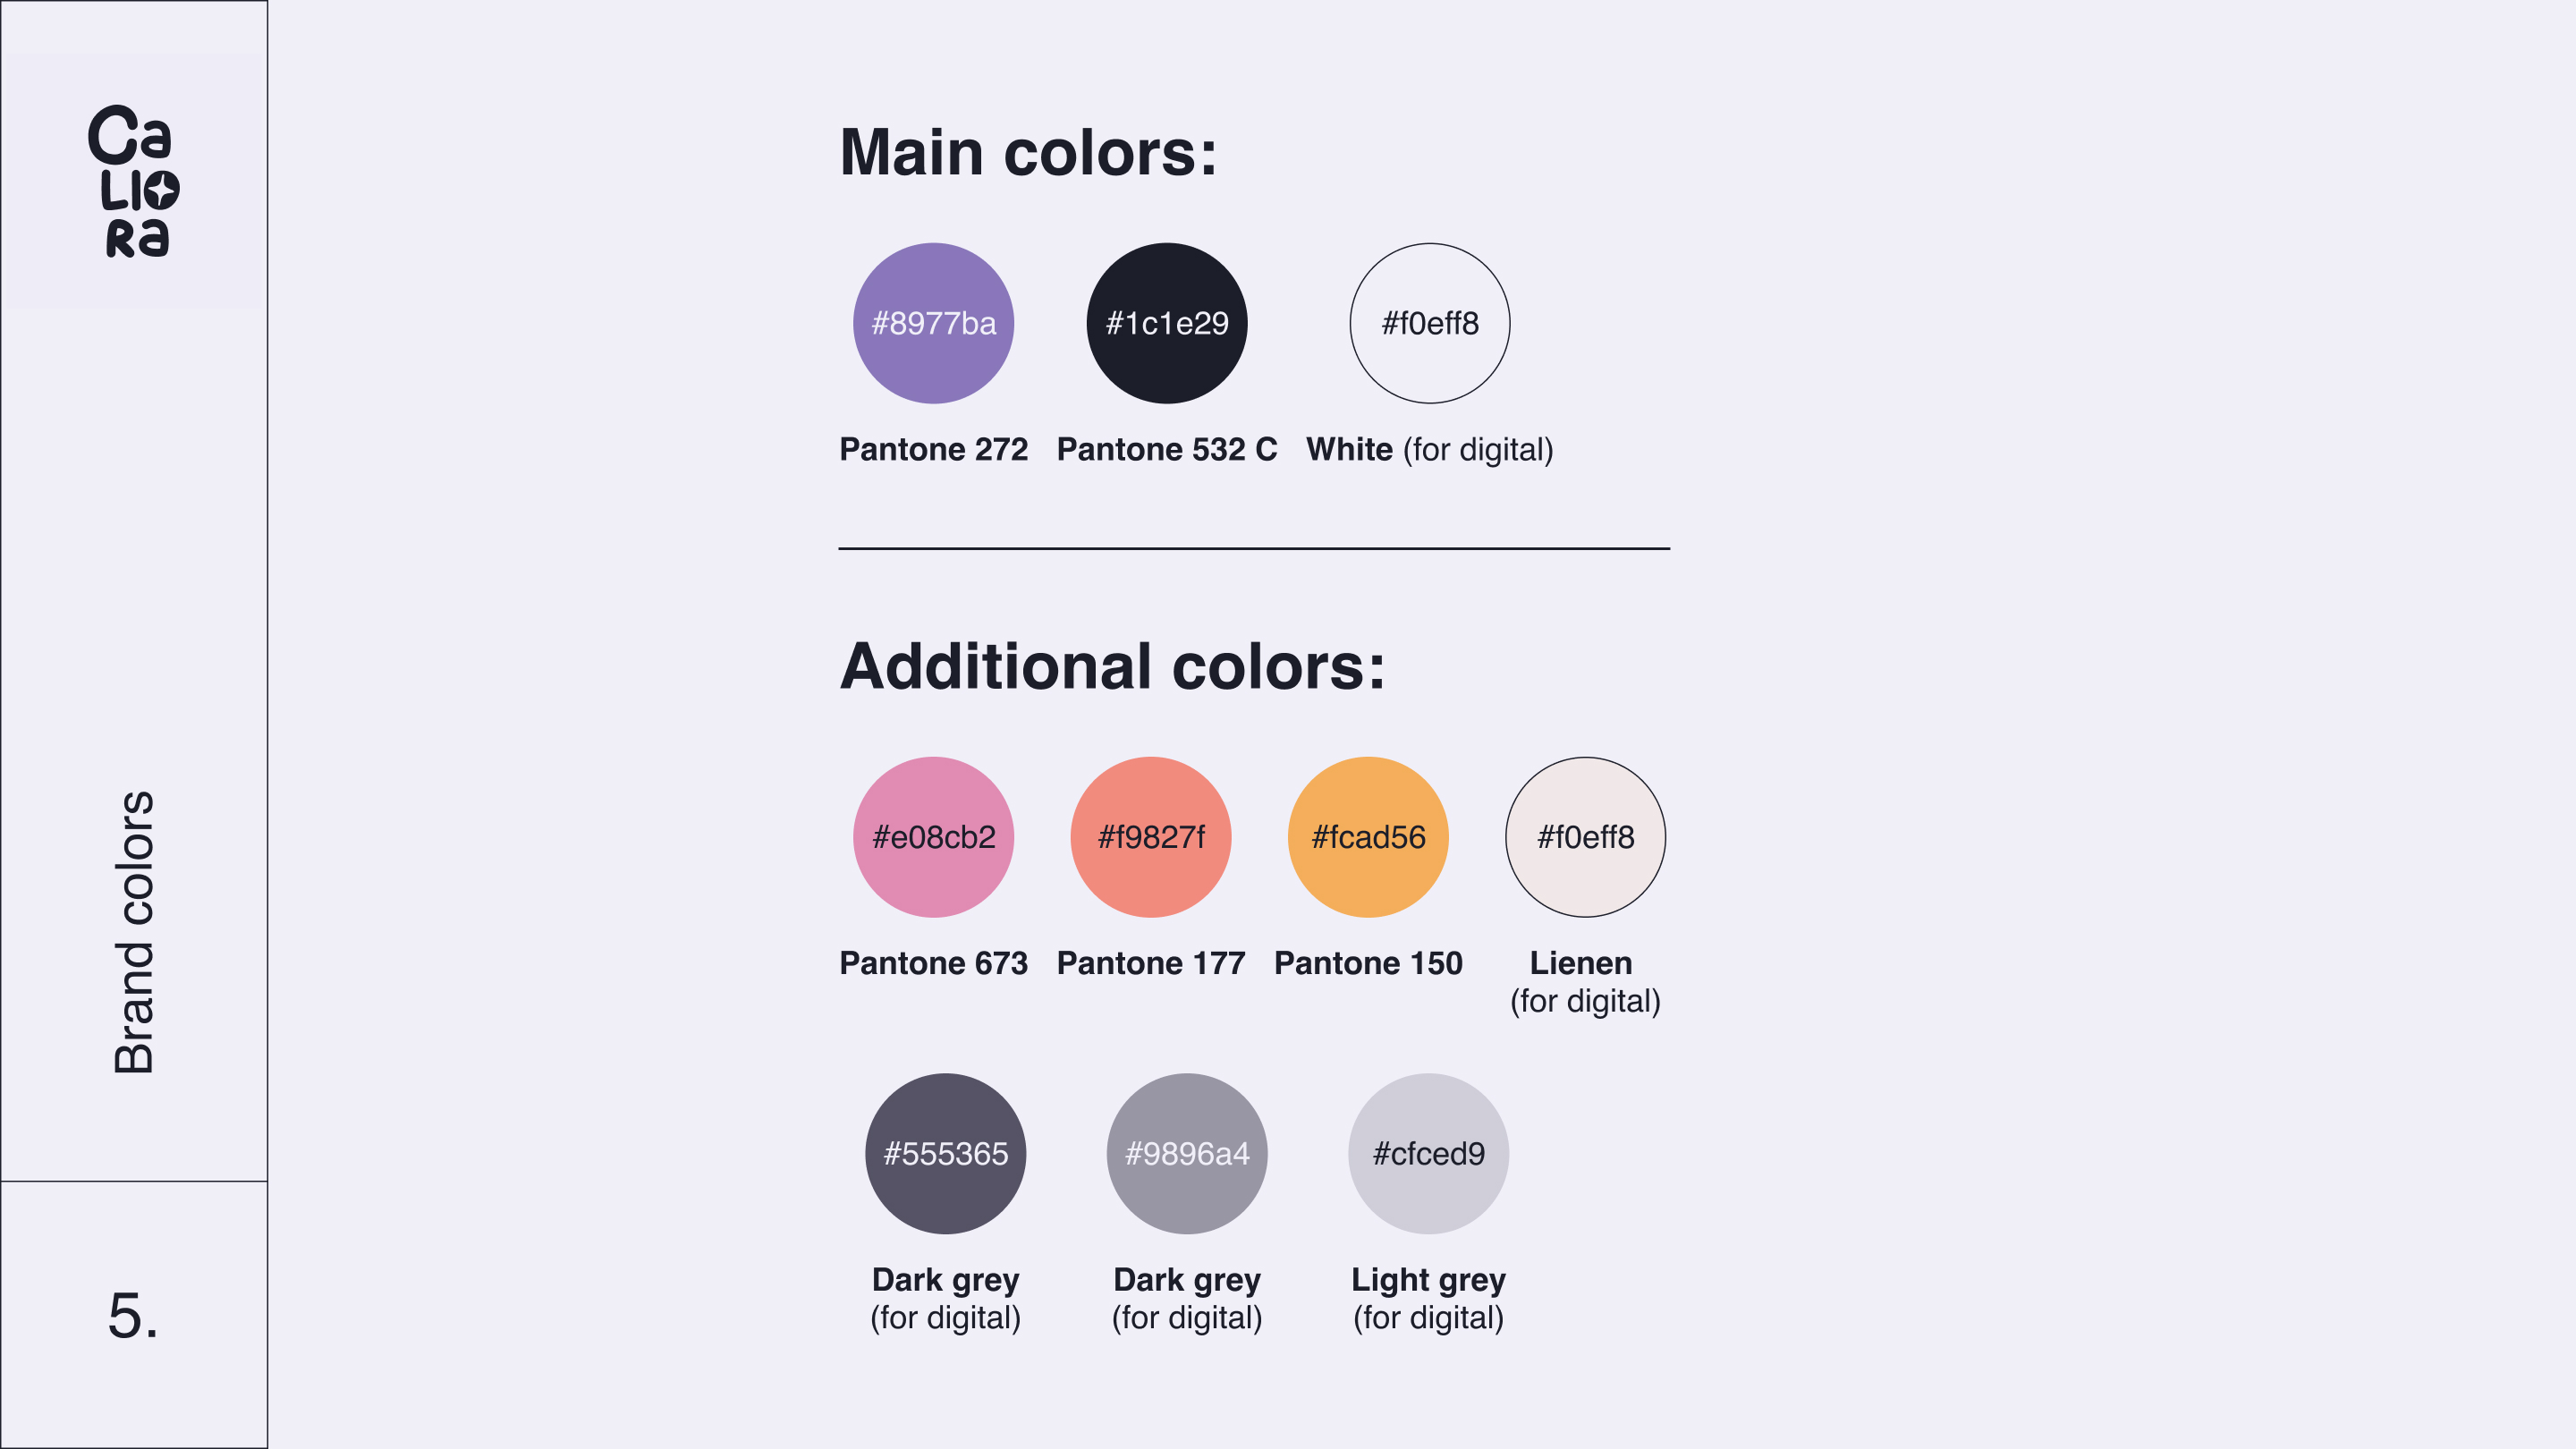 Ca
LIO
Ra
Brand colors
5.
Main colors:
#8977ba
#1c1e29
#f0eff8
Pantone 272
Pantone 532 C
White (for digital)
Additional colors:
#e08cb2
#f9827f
#fcad56
#f0eff8
Pantone 673
Pantone 177
Pantone 150
Lienen
(for digital)
#555365
#9896a4
#cfced9
Dark grey
(for digital)
Dark grey
(for digital)
Light grey
(for digital)